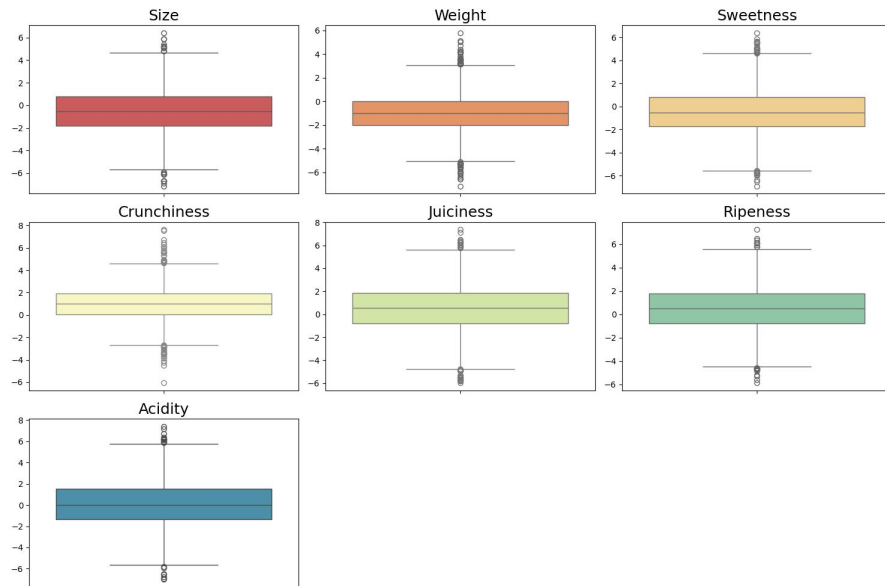 Size Weight Sweetness
6 6 6
4 4 4
2 2 2
0 0 0
−2 −2 −2
−4 −4 −4
−6 −6 −6
Crunchiness Juiciness Ripeness
8 8
6 6 6
4 4 4
2 2 2
0 0 0
−2 −2 −2
−4 −4 −4
−6 −6 −6
Acidity
8
6
4
2
0
−2
−4
−6